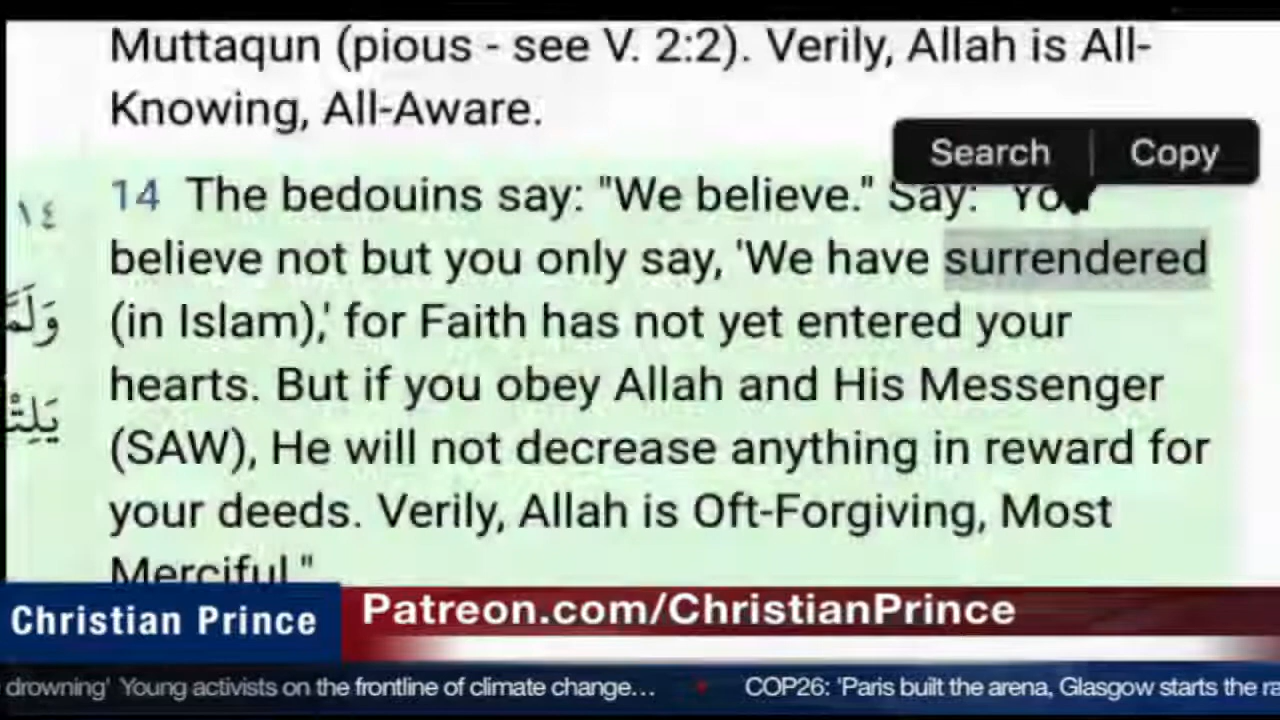 Muttaqun (pious - see V. 2:2). Verily, Allah is All-
Knowing, All-Aware.
Search
Copy
14 The bedouins say: "We believe." Say: "You
١٤
believe not but you only say, 'We have surrendered
(in Islam),' for Faith has not yet entered your
وَلَمَّ
hearts. But if you obey Allah and His Messenger
يَلِتْ
(SAW), He will not decrease anything in reward for
your deeds. Verily, Allah is Oft-Forgiving, Most
Merciful."
Christian Prince
Patreon.com/ChristianPrince
drowning' Young activists on the frontline of climate change...
COP26: 'Paris built the arena, Glasgow starts the ra